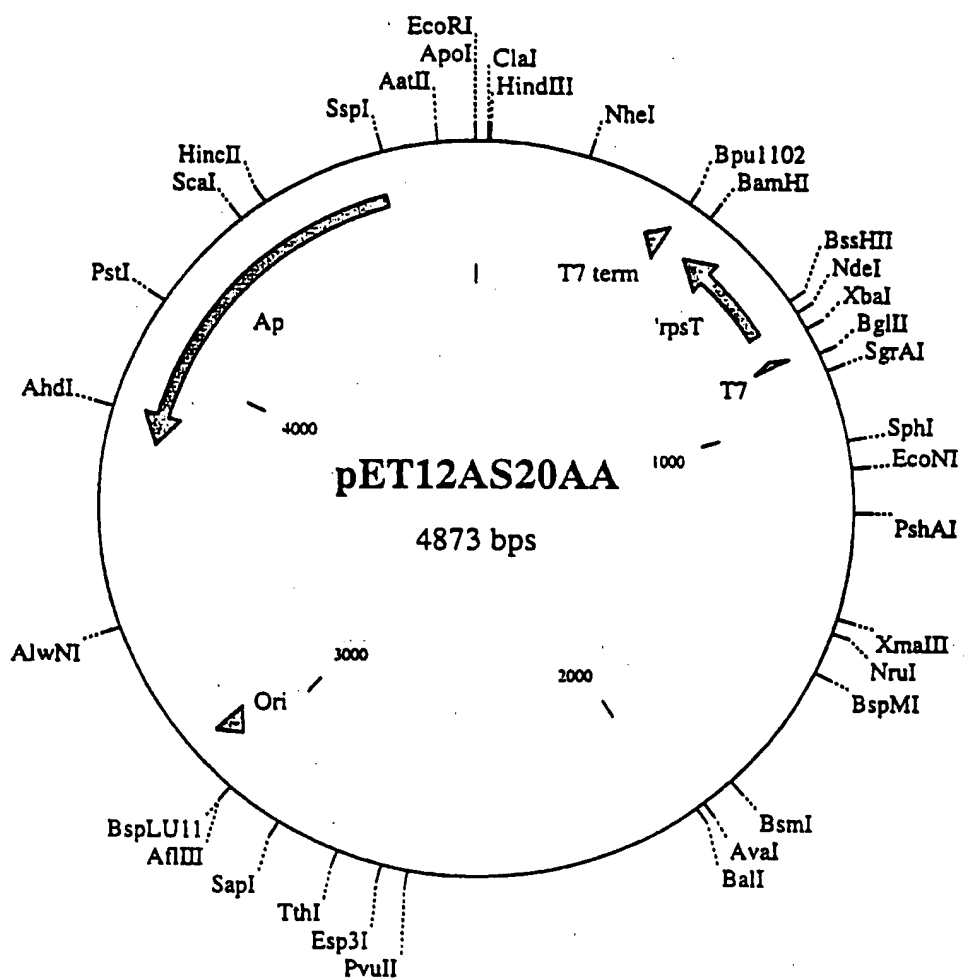 EcoRI
ApoI
AatII
SspI
HincII
ScaI
PstI
AhdI
AlwNI
ClaI
HindIII
NheI
Bpu1102
BamHI
BssHII
NdeI
XbaI
BglII
SgrAI
SphI
EcoNI
PshAI
XmaIII
NruI
BspMI
BsmI
AvaI
BalI
PvuII
Esp3I
TthI
SapI
AflIII
BspLU11
T7 term
'rpsT
T7
Ap
4000
1000
pET12AS20AA
4873 bps
3000
2000
Ori